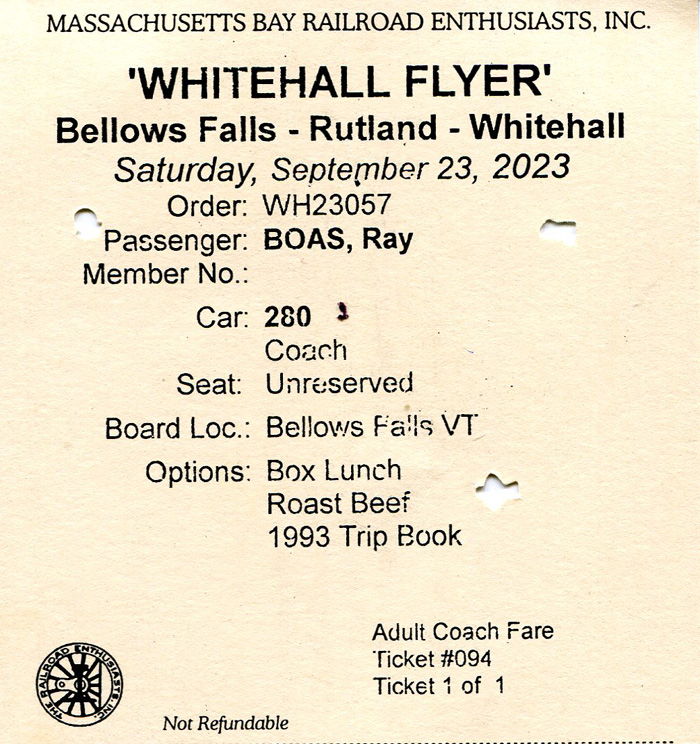 MASSACHUSETTS BAY RAILROAD ENTHUSIASTS, INC.
'WHITEHALL FLYER'
Bellows Falls - Rutland - Whitehall
Saturday, September 23, 2023
Order: WH23057
Passenger: BOAS, Ray
Member No.:
Car: 280
Coach
Seat: Unreserved
Board Loc.: Bellows Falls VT
Options: Box Lunch
Roast Beef
1993 Trip Book
Adult Coach Fare
Ticket #094
Ticket 1 of 1
THE RAILROAD ENTHUSIASTS, INC.
Not Refundable